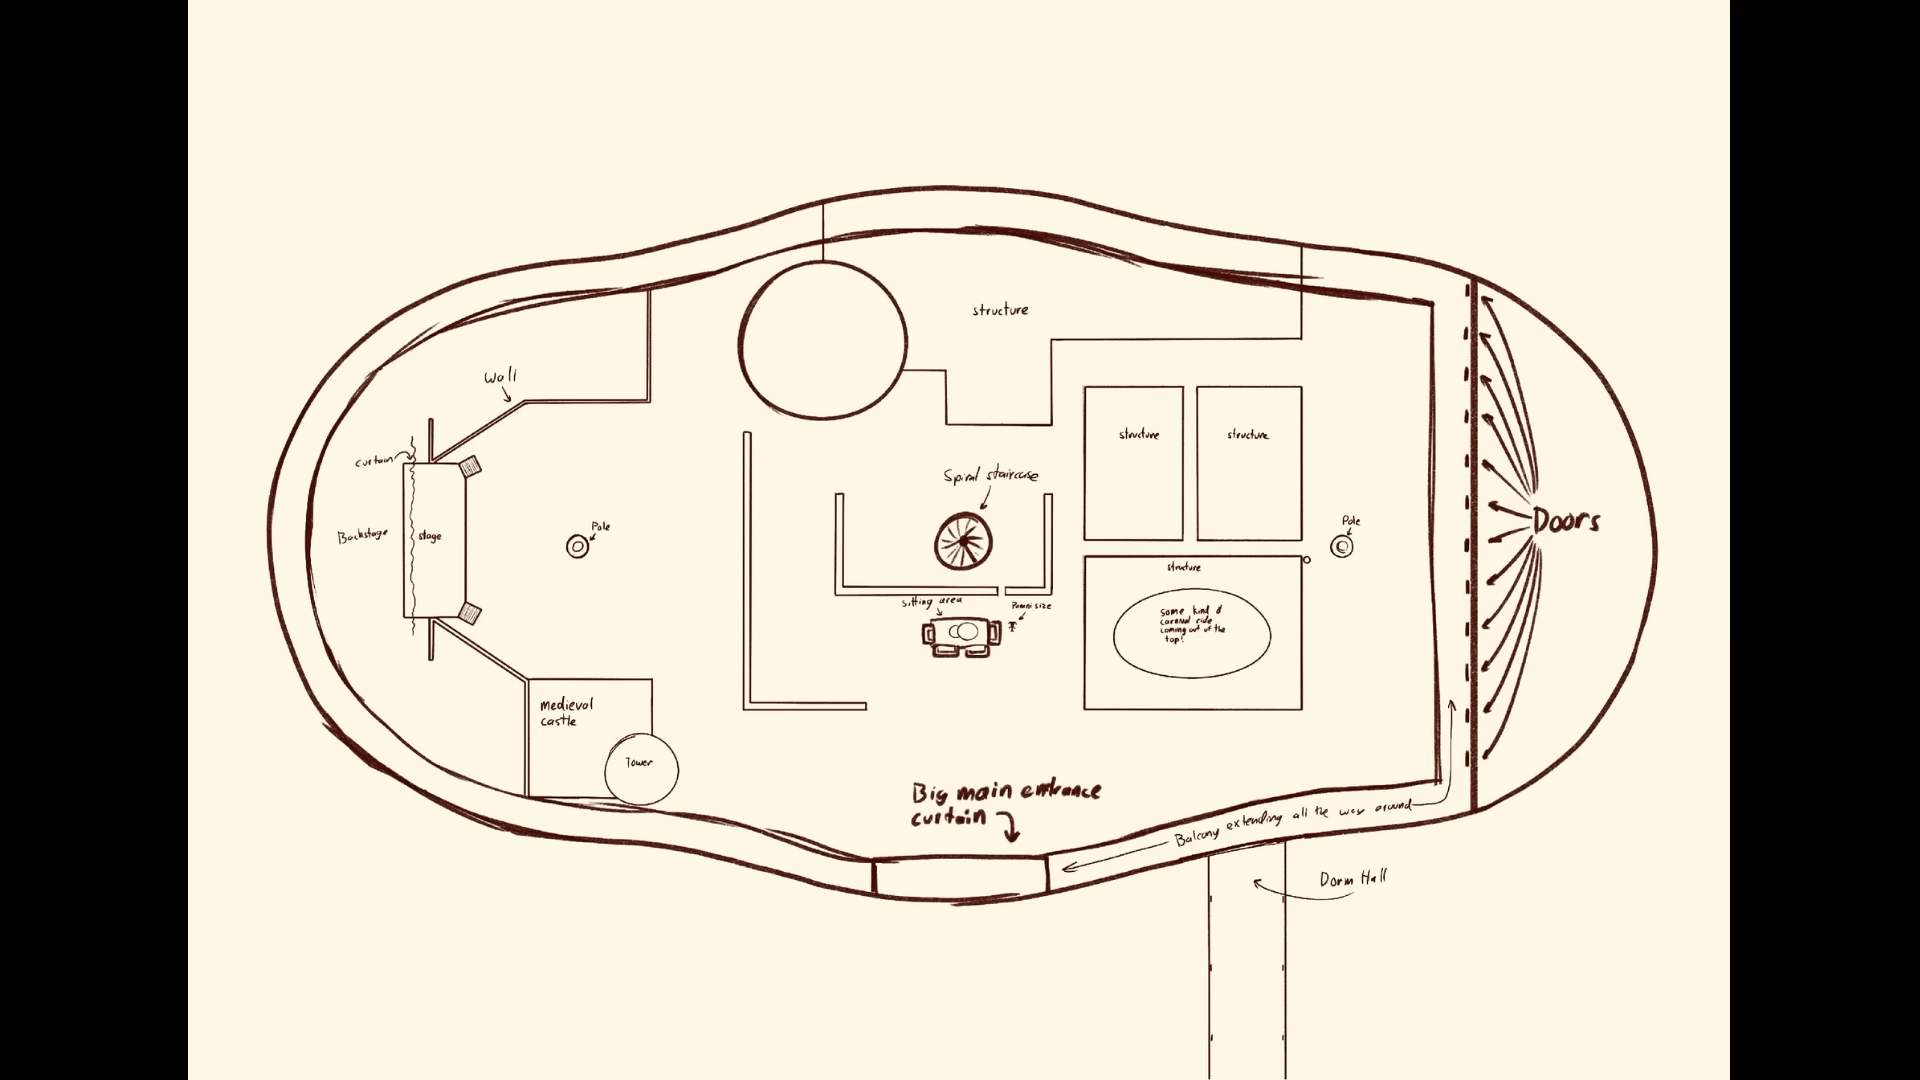 structure
Wall
curtain
Backstage
stage
Pole
Spiral staircase
structure
structure
Pole
Doors
sitting area
Pomni size
structure
some kind of
carnival ride
coming out of the
top?
medieval
castle
Tower
Big main entrance
curtain
Balcony extending all the way around
Dorm Hall